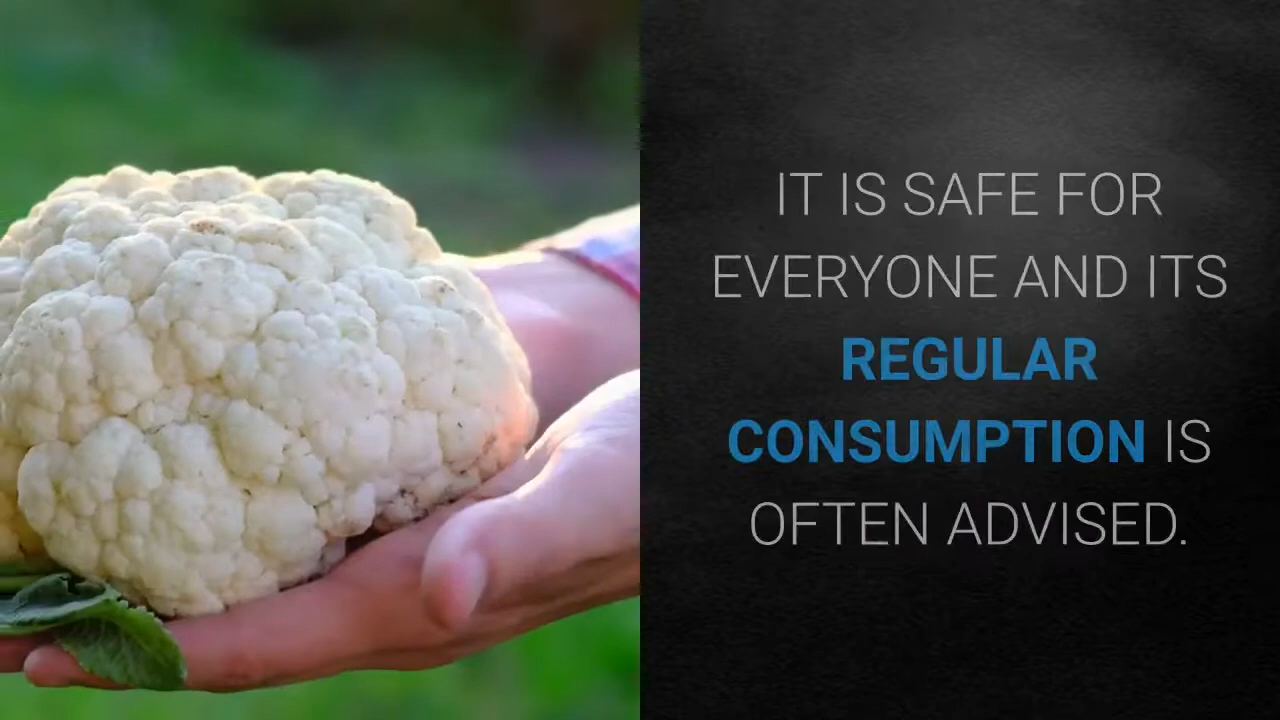 IT IS SAFE FOR
EVERYONE AND ITS
REGULAR
CONSUMPTION IS
OFTEN ADVISED.